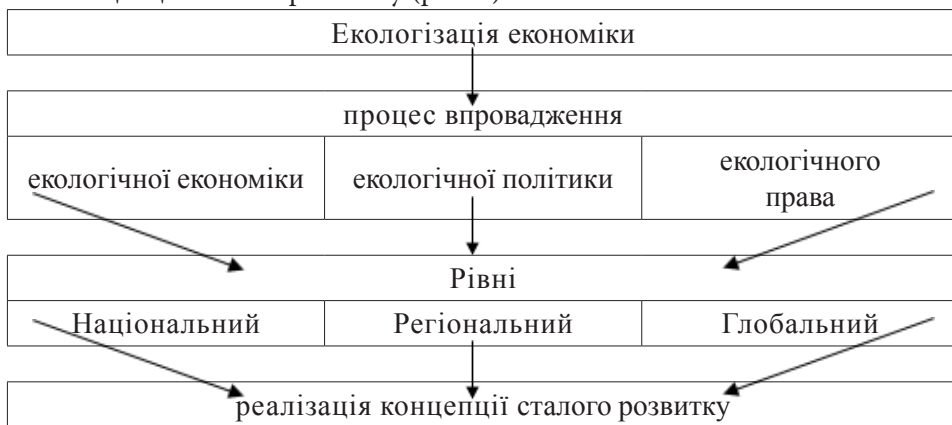 Екологізація економіки
процес впровадження
екологічної економіки екологічної політики екологічного
права
Рівні
Національний Регіональний Глобальний
реалізація концепції сталого розвитку